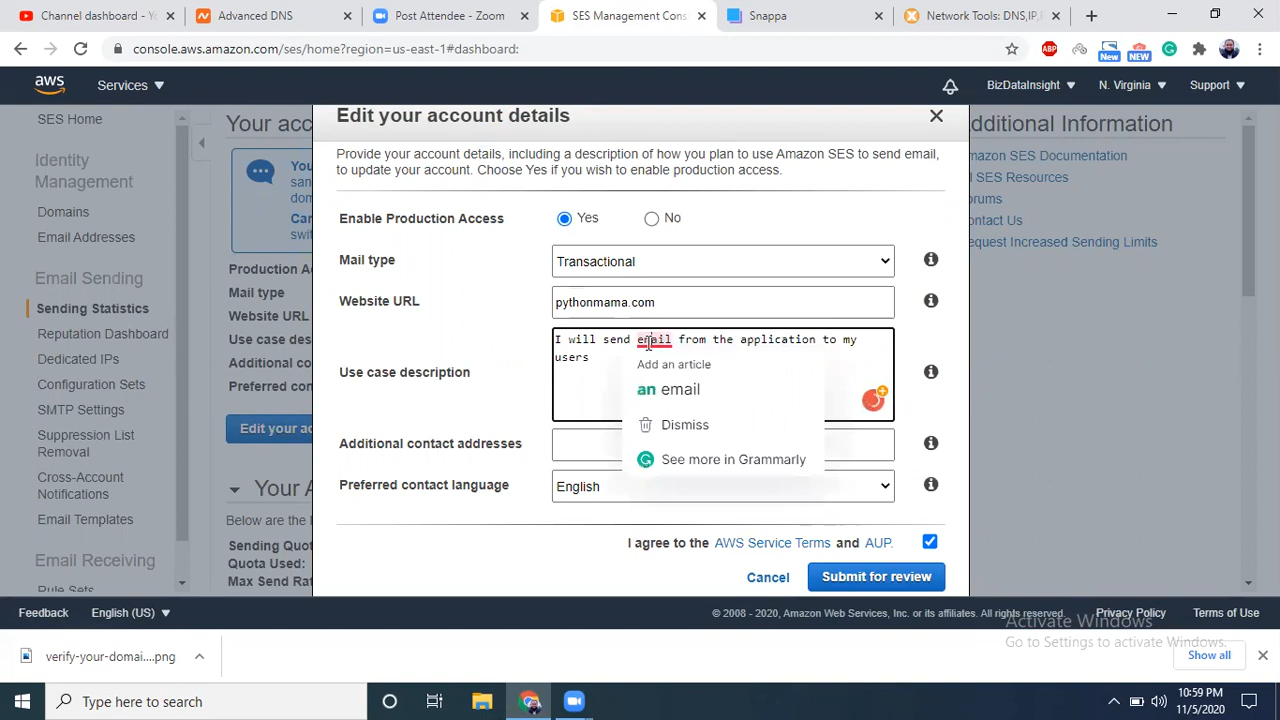 Channel dashboard - Yo
Advanced DNS
Post Attendee - Zoom
SES Management Cons
Snappa
Network Tools: DNS,IP,
console.aws.amazon.com/ses/home?region=us-east-1#dashboard:
ABP
New
NEW
aws
Services
BizDataInsight
N. Virginia
Support
SES Home
Identity
Management
Domains
Email Addresses
Email Sending
Sending Statistics
Reputation Dashboard
Dedicated IPs
Configuration Sets
SMTP Settings
Suppression List
Removal
Cross-Account
Notifications
Email Templates
Email Receiving
Rule Sets
Your acc
You
san
dom
Can
swit
Production A
Mail type
Website URL
Use case des
Additional co
Preferred con
Edit your ac
Your A
Below are the
Sending Quot
Quota Used:
Max Send Ra
Edit your account details
Provide your account details, including a description of how you plan to use Amazon SES to send email,
to update your account. Choose Yes if you wish to enable production access.
Enable Production Access
Yes
No
Mail type
Transactional
Website URL
pythonmama.com
Use case description
I will send email from the application to my
users
Add an article
an email
Dismiss
See more in Grammarly
Additional contact addresses
Preferred contact language
English
I agree to the AWS Service Terms and AUP.
Cancel
Submit for review
dditional Information
mazon SES Documentation
ll SES Resources
orums
ontact Us
equest Increased Sending Limits
Feedback
English (US)
© 2008 - 2020, Amazon Web Services, Inc. or its affiliates. All rights reserved.
Privacy Policy
Terms of Use
Activate Windows
Go to Settings to activate Windows.
verify-your-domai....png
Show all
Type here to search
10:59 PM
11/5/2020